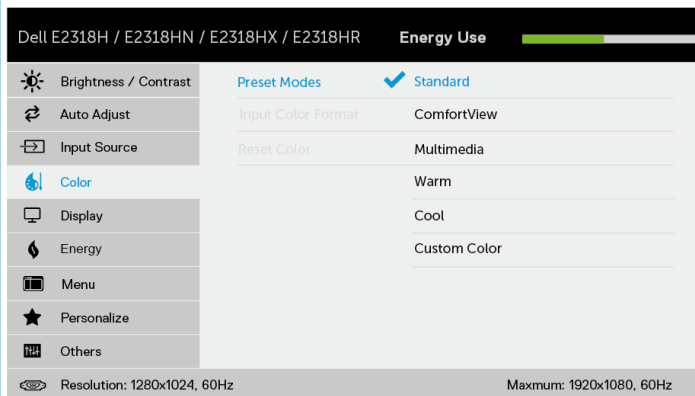 Dell E2318H / E2318HN / E2318HX / E2318HR Energy Use
Brightness / Contrast Preset Modes Standard
Auto Adjust Input Color Format ComfortView
Input Source Reset Color Multimedia
Color Warm
Display Cool
Energy Custom Color
Menu
Personalize
Others
Resolution: 1280x1024, 60Hz Maxmum: 1920x1080, 60Hz